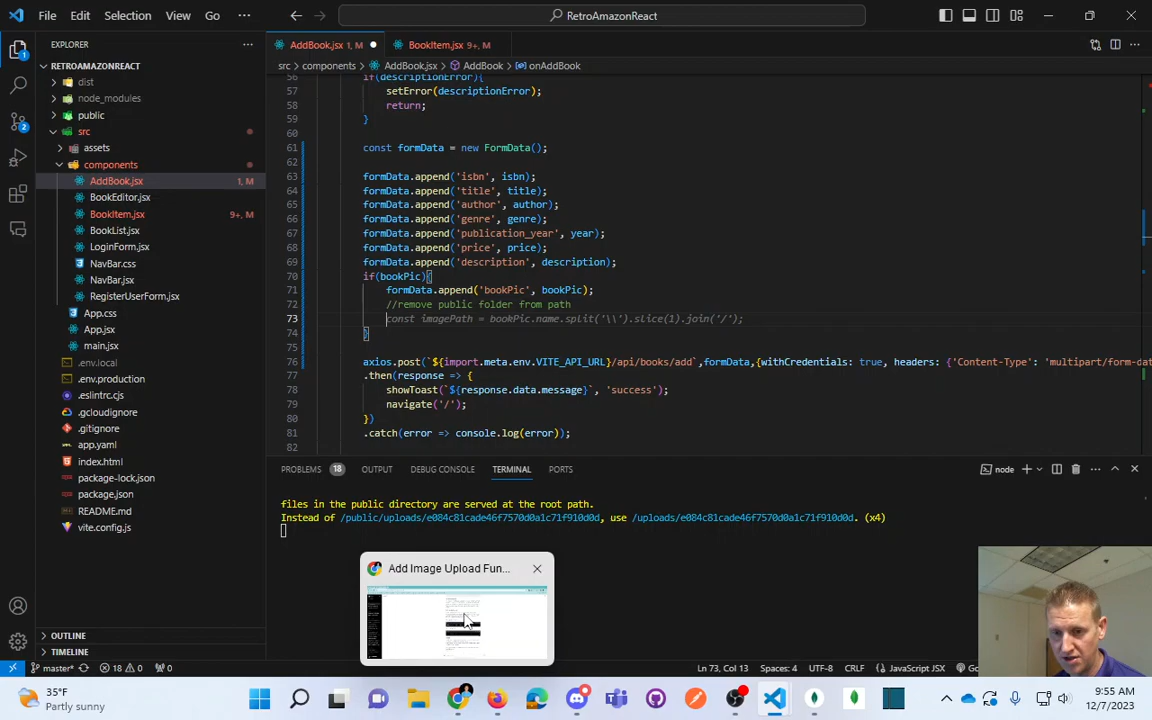 File Edit Selection View Go ··· RetroAmazonReact
EXPLORER ···
AddBook.jsx 1, M
BookItem.jsx 9+, M
RETROAMAZONREACT
src > components > AddBook.jsx > AddBook > onAddBook
dist
node_modules
public
src
assets
components
AddBook.jsx 1, M
BookEditor.jsx
BookItem.jsx 9+, M
BookList.jsx
LoginForm.jsx
NavBar.css
NavBar.jsx
RegisterUserForm.jsx
App.css
App.jsx
main.jsx
.env.local
.env.production
.eslintrc.cjs
.gcloudignore
.gitignore
app.yaml
index.html
package-lock.json
package.json
README.md
vite.config.js
OUTLINE
TIMELINE
56 if(descriptionError){
57 setError(descriptionError);
58 return;
59 }
60
61 const formData = new FormData();
62
63 formData.append('isbn', isbn);
64 formData.append('title', title);
65 formData.append('author', author);
66 formData.append('genre', genre);
67 formData.append('publication_year', year);
68 formData.append('price', price);
69 formData.append('description', description);
70 if(bookPic){
71 formData.append('bookPic', bookPic);
72 //remove public folder from path
73 const imagePath = bookPic.name.split('\\').slice(1).join('/');
74 }
75
76 axios.post(`${import.meta.env.VITE_API_URL}/api/books/add`,formData,{withCredentials: true, headers: {'Content-Type': 'multipart/form-dat
77 .then(response => {
78 showToast(`${response.data.message}`, 'success');
79 navigate('/');
80 })
81 .catch(error => console.log(error));
82
PROBLEMS 18 OUTPUT DEBUG CONSOLE TERMINAL PORTS
node
files in the public directory are served at the root path.
Instead of /public/uploads/e084c81cade46f7570d0a1c71f910d0d, use /uploads/e084c81cade46f7570d0a1c71f910d0d. (x4)
Add Image Upload Fun...
master* 18 0 0
Ln 73, Col 13 Spaces: 4 UTF-8 CRLF JavaScript JSX Go
35°F
Partly sunny
9:55 AM
12/7/2023